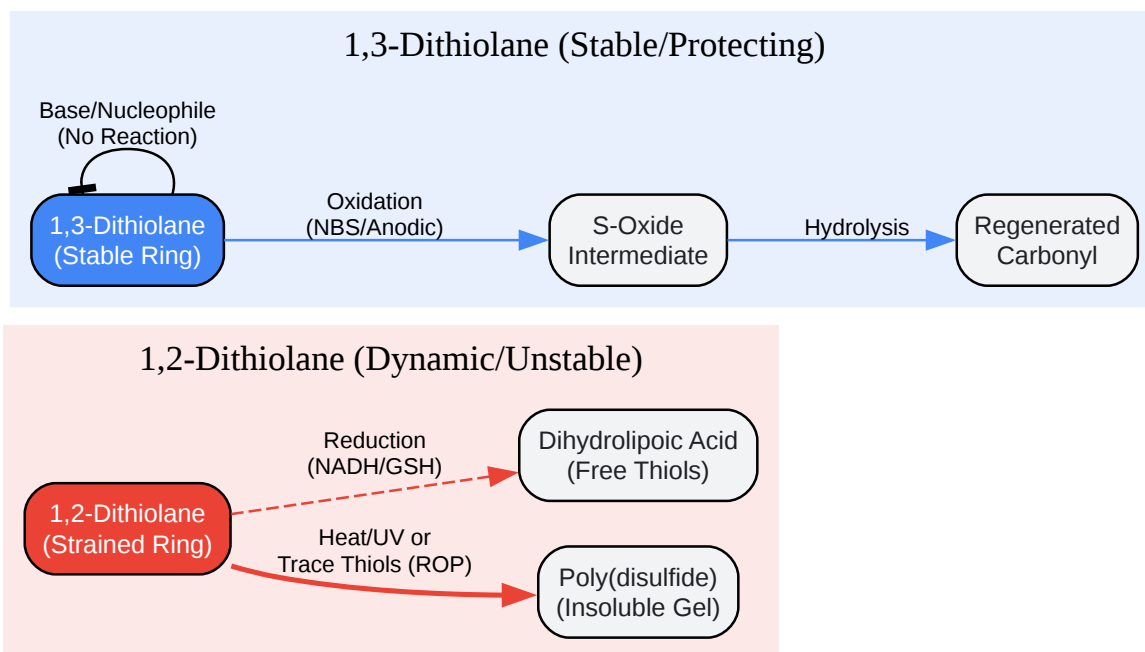 1,3-Dithiolane (Stable/Protecting)
Base/Nucleophile
(No Reaction)
1,3-Dithiolane
(Stable Ring)
Oxidation
(NBS/Anodic)
S-Oxide
Intermediate
Hydrolysis
Regenerated
Carbonyl
1,2-Dithiolane (Dynamic/Unstable)
1,2-Dithiolane
(Strained Ring)
Reduction
(NADH/GSH)
Dihydrolipoic Acid
(Free Thiols)
Heat/UV or
Trace Thiols (ROP)
Poly(disulfide)
(Insoluble Gel)